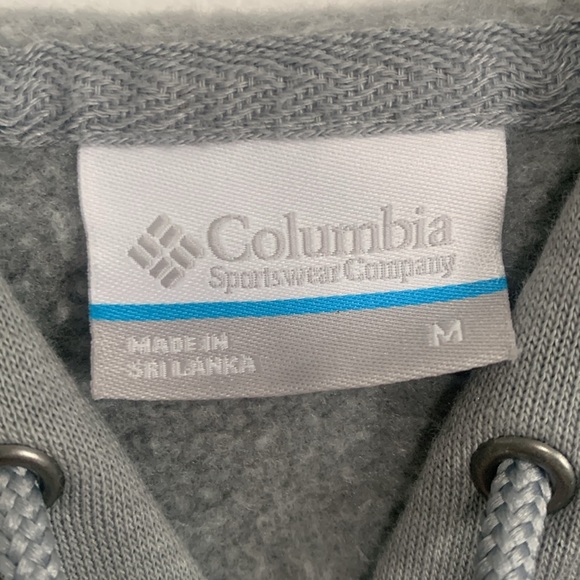 Columbia
Sportswear Company
MADE IN
SRI LANKA
M